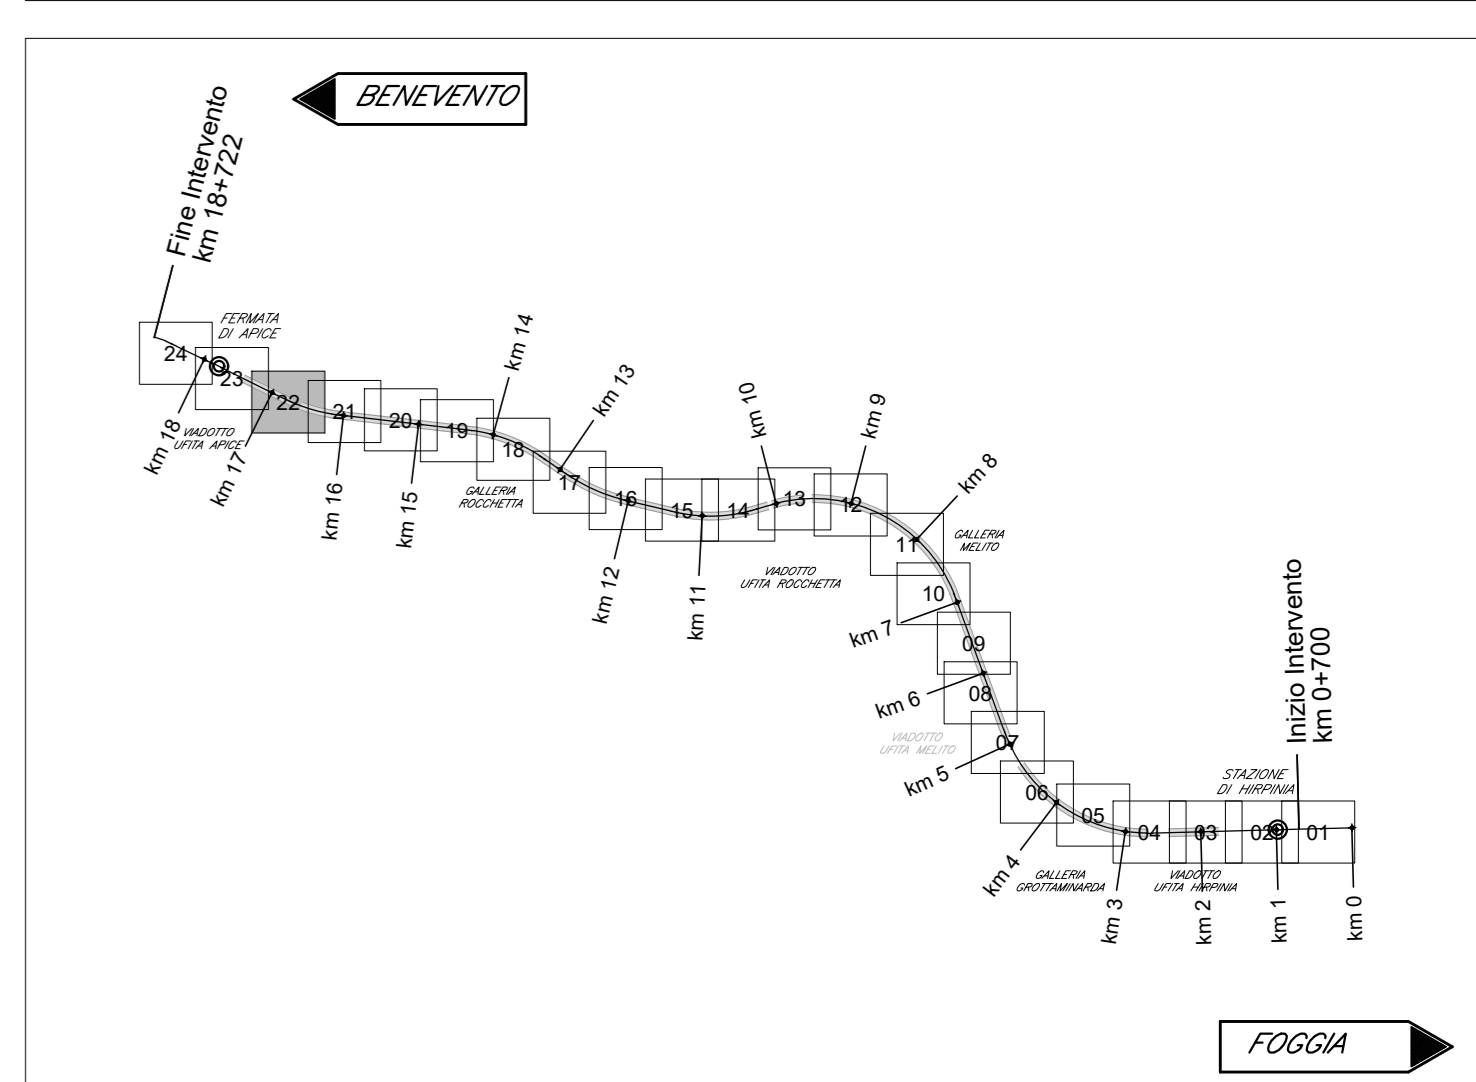 BENEVENTO
Fine Intervento
km 18+722
FERMATA
DI APICE
24
23
22
21
20
19
18
17
16
15
14
13
12
11
10
09
08
07
06
05
04
03
02
01
km 18
VIADOTTO
UFITA APICE
km 17
km 16
km 15
km 14
GALLERIA
ROCCHETTA
km 13
km 12
km 11
km 10
VIADOTTO
UFITA ROCCHETTA
km 9
km 8
GALLERIA
MELITO
km 7
km 6
VIADOTTO
UFITA MELITO
km 5
km 4
GALLERIA
GROTTAMINARDA
km 3
VIADOTTO
UFITA HIRPINIA
km 2
STAZIONE
DI HIRPINIA
km 1
Inizio Intervento
km 0+700
km 0
FOGGIA